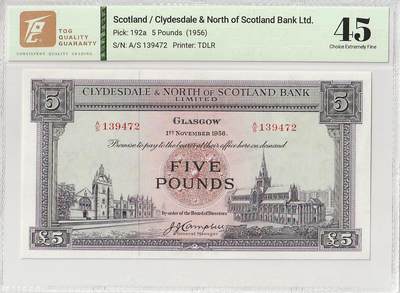 TQG
TQG
QUALITY
GUARANTY
CONSISTENT QUALITY GRADING
Scotland / Clydesdale & North of Scotland Bank Ltd.
Pick: 192a 5 Pounds (1956)
S/N: A/S 139472 Printer: TDLR
45
Choice Extremely Fine
5
CLYDESDALE & NORTH OF SCOTLAND BANK
LIMITED
5
GLASGOW
1ST NOVEMBER 1956.
A/S 139472
A/S 139472
Promise to pay to the bearer at their office here on demand
FIVE
POUNDS
By order of the Board of Directors
J.J. Campbell
General Manager
£5
£5